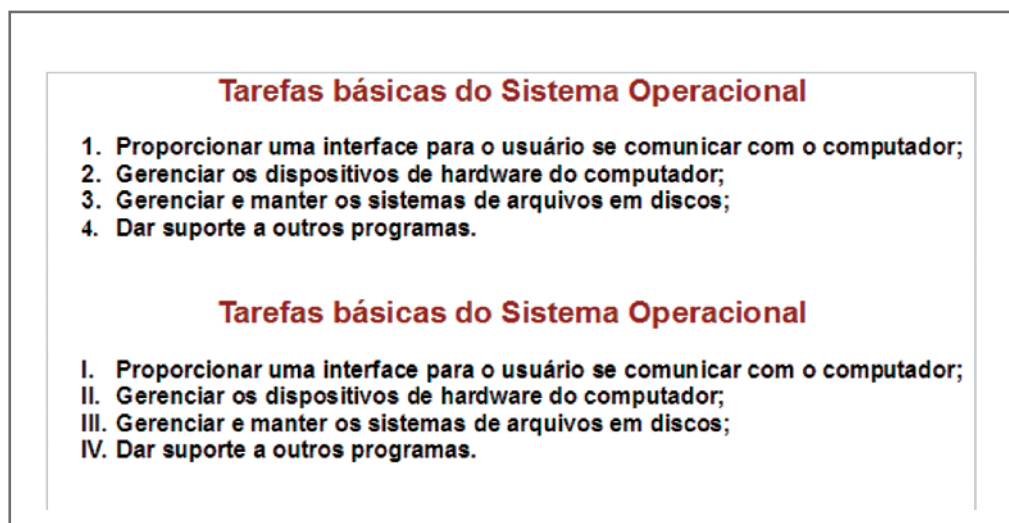 Tarefas básicas do Sistema Operacional
1. Proporcionar uma interface para o usuário se comunicar com o computador;
2. Gerenciar os dispositivos de hardware do computador;
3. Gerenciar e manter os sistemas de arquivos em discos;
4. Dar suporte a outros programas.
Tarefas básicas do Sistema Operacional
I. Proporcionar uma interface para o usuário se comunicar com o computador;
II. Gerenciar os dispositivos de hardware do computador;
III. Gerenciar e manter os sistemas de arquivos em discos;
IV. Dar suporte a outros programas.